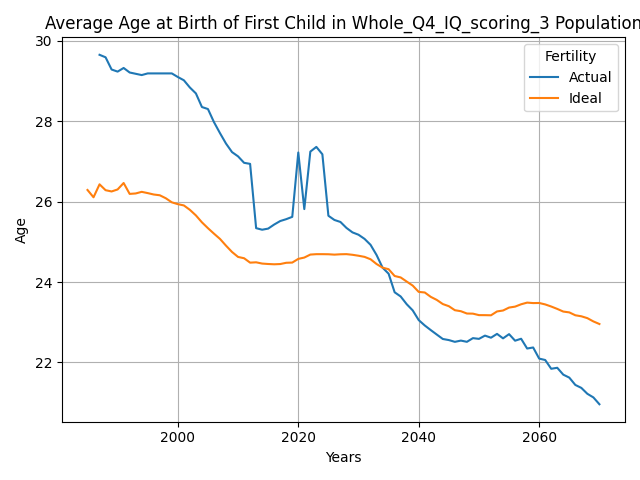 Average Age at Birth of First Child in Whole_Q4_IQ_scoring_3 Population
30
28
26
24
22
Age
2000
2020
2040
2060
Years
Fertility
Actual
Ideal